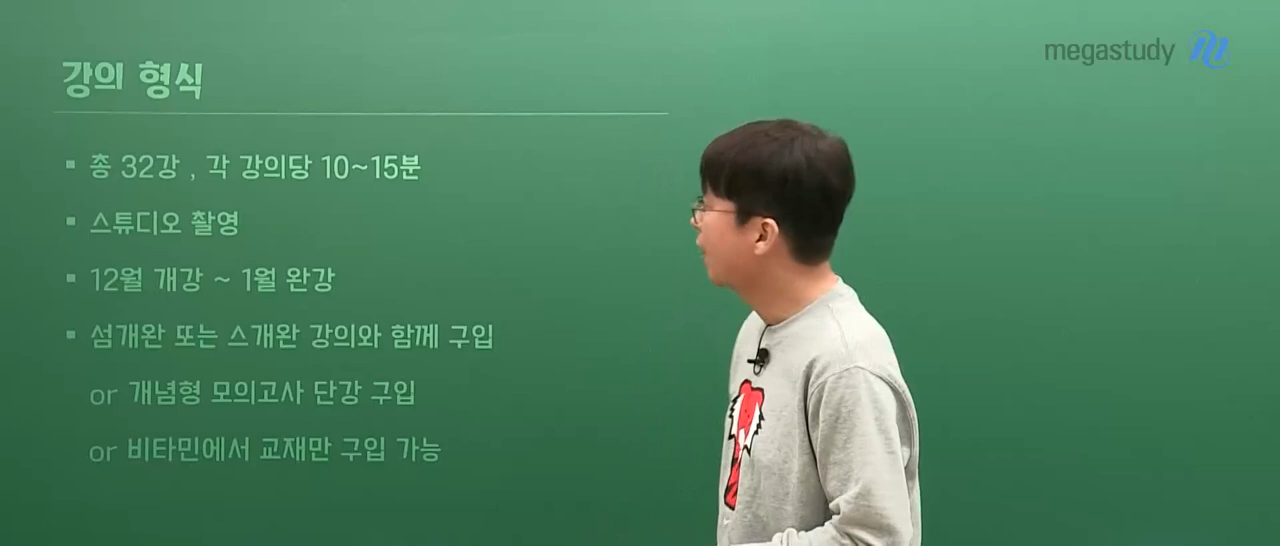 강의 형식
megastudy
▪ 총 32강 , 각 강의당 10~15분
▪ 스튜디오 촬영
▪ 12월 개강 ~ 1월 완강
▪ 섬개완 또는 스개완 강의와 함께 구입
or 개념형 모의고사 단강 구입
or 비타민에서 교재만 구입 가능